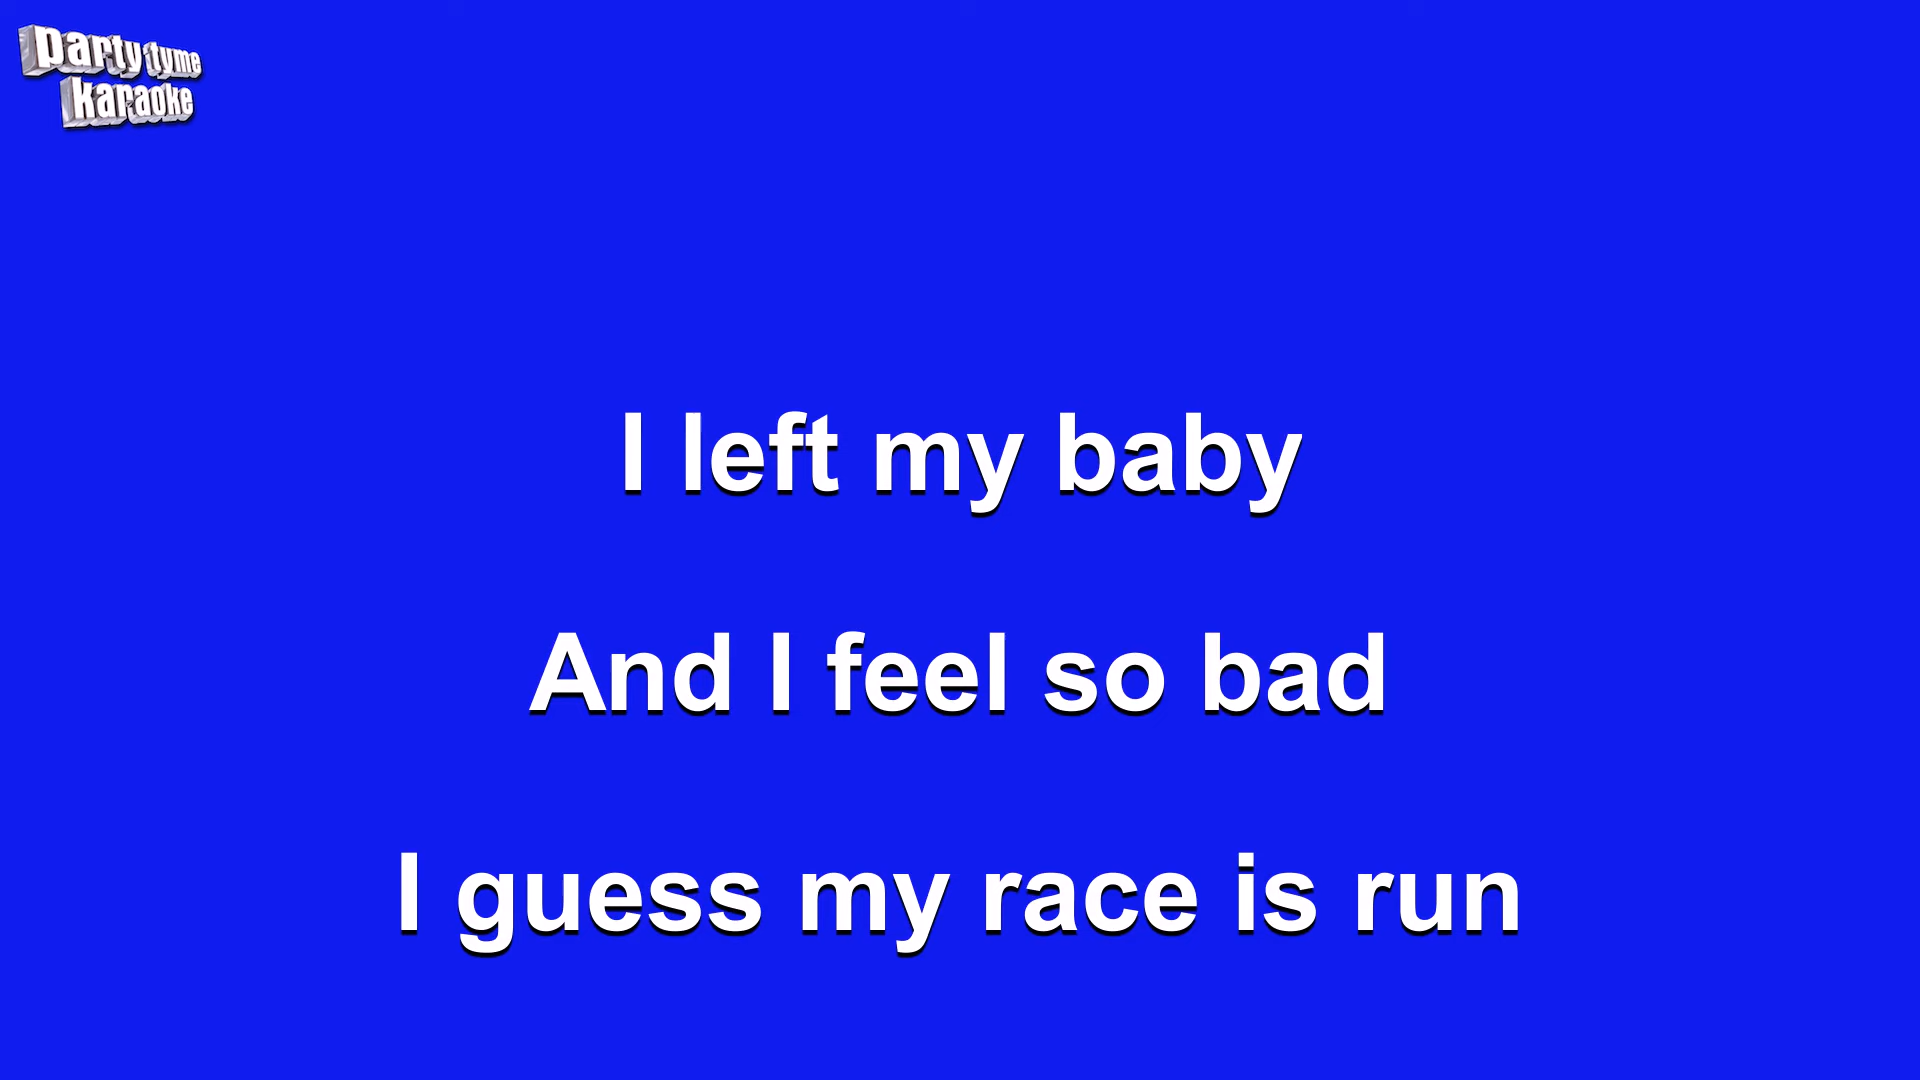 party tyme
karaoke
I left my baby
And I feel so bad
I guess my race is run